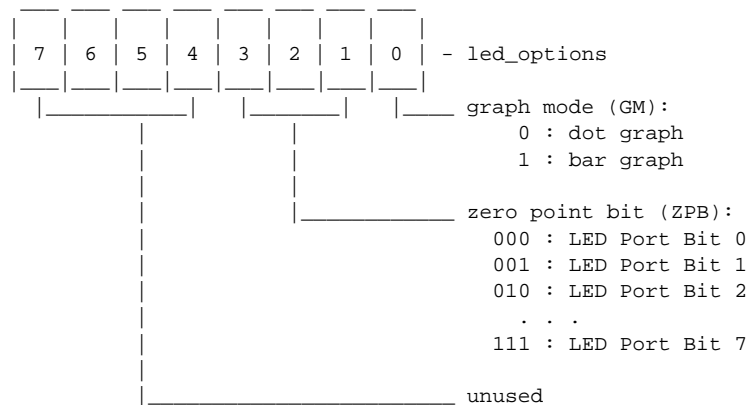 7 6 5 4 3 2 1 0 - led_options
graph mode (GM):
0 : dot graph
1 : bar graph
zero point bit (ZPB):
000 : LED Port Bit 0
001 : LED Port Bit 1
010 : LED Port Bit 2
. . .
111 : LED Port Bit 7
unused